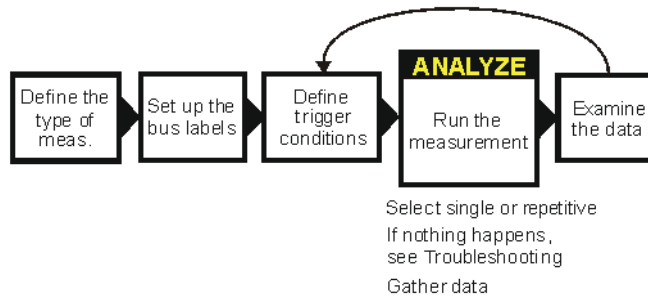 Define the
type of
meas.
Set up the
bus labels
Define
trigger
conditions
ANALYZE
Run the
measurement
Examine
the data
Select single or repetitive
If nothing happens,
see Troubleshooting
Gather data